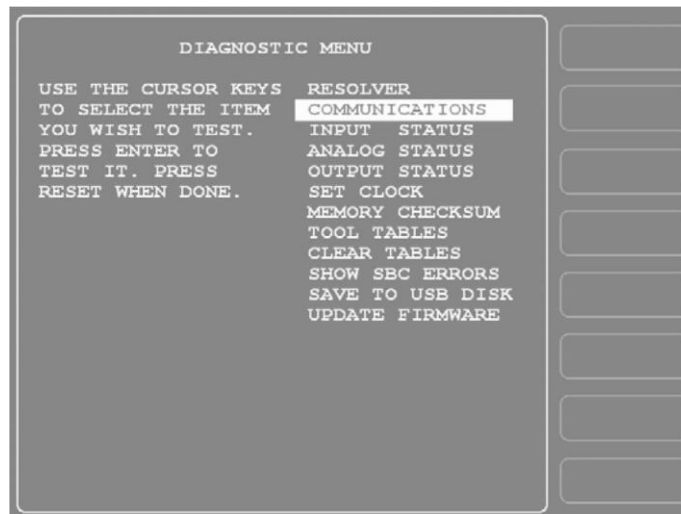 DIAGNOSTIC MENU
USE THE CURSOR KEYS
TO SELECT THE ITEM
YOU WISH TO TEST.
PRESS ENTER TO
TEST IT. PRESS
RESET WHEN DONE.
RESOLVER
COMMUNICATIONS
INPUT STATUS
ANALOG STATUS
OUTPUT STATUS
SET CLOCK
MEMORY CHECKSUM
TOOL TABLES
CLEAR TABLES
SHOW SBC ERRORS
SAVE TO USB DISK
UPDATE FIRMWARE